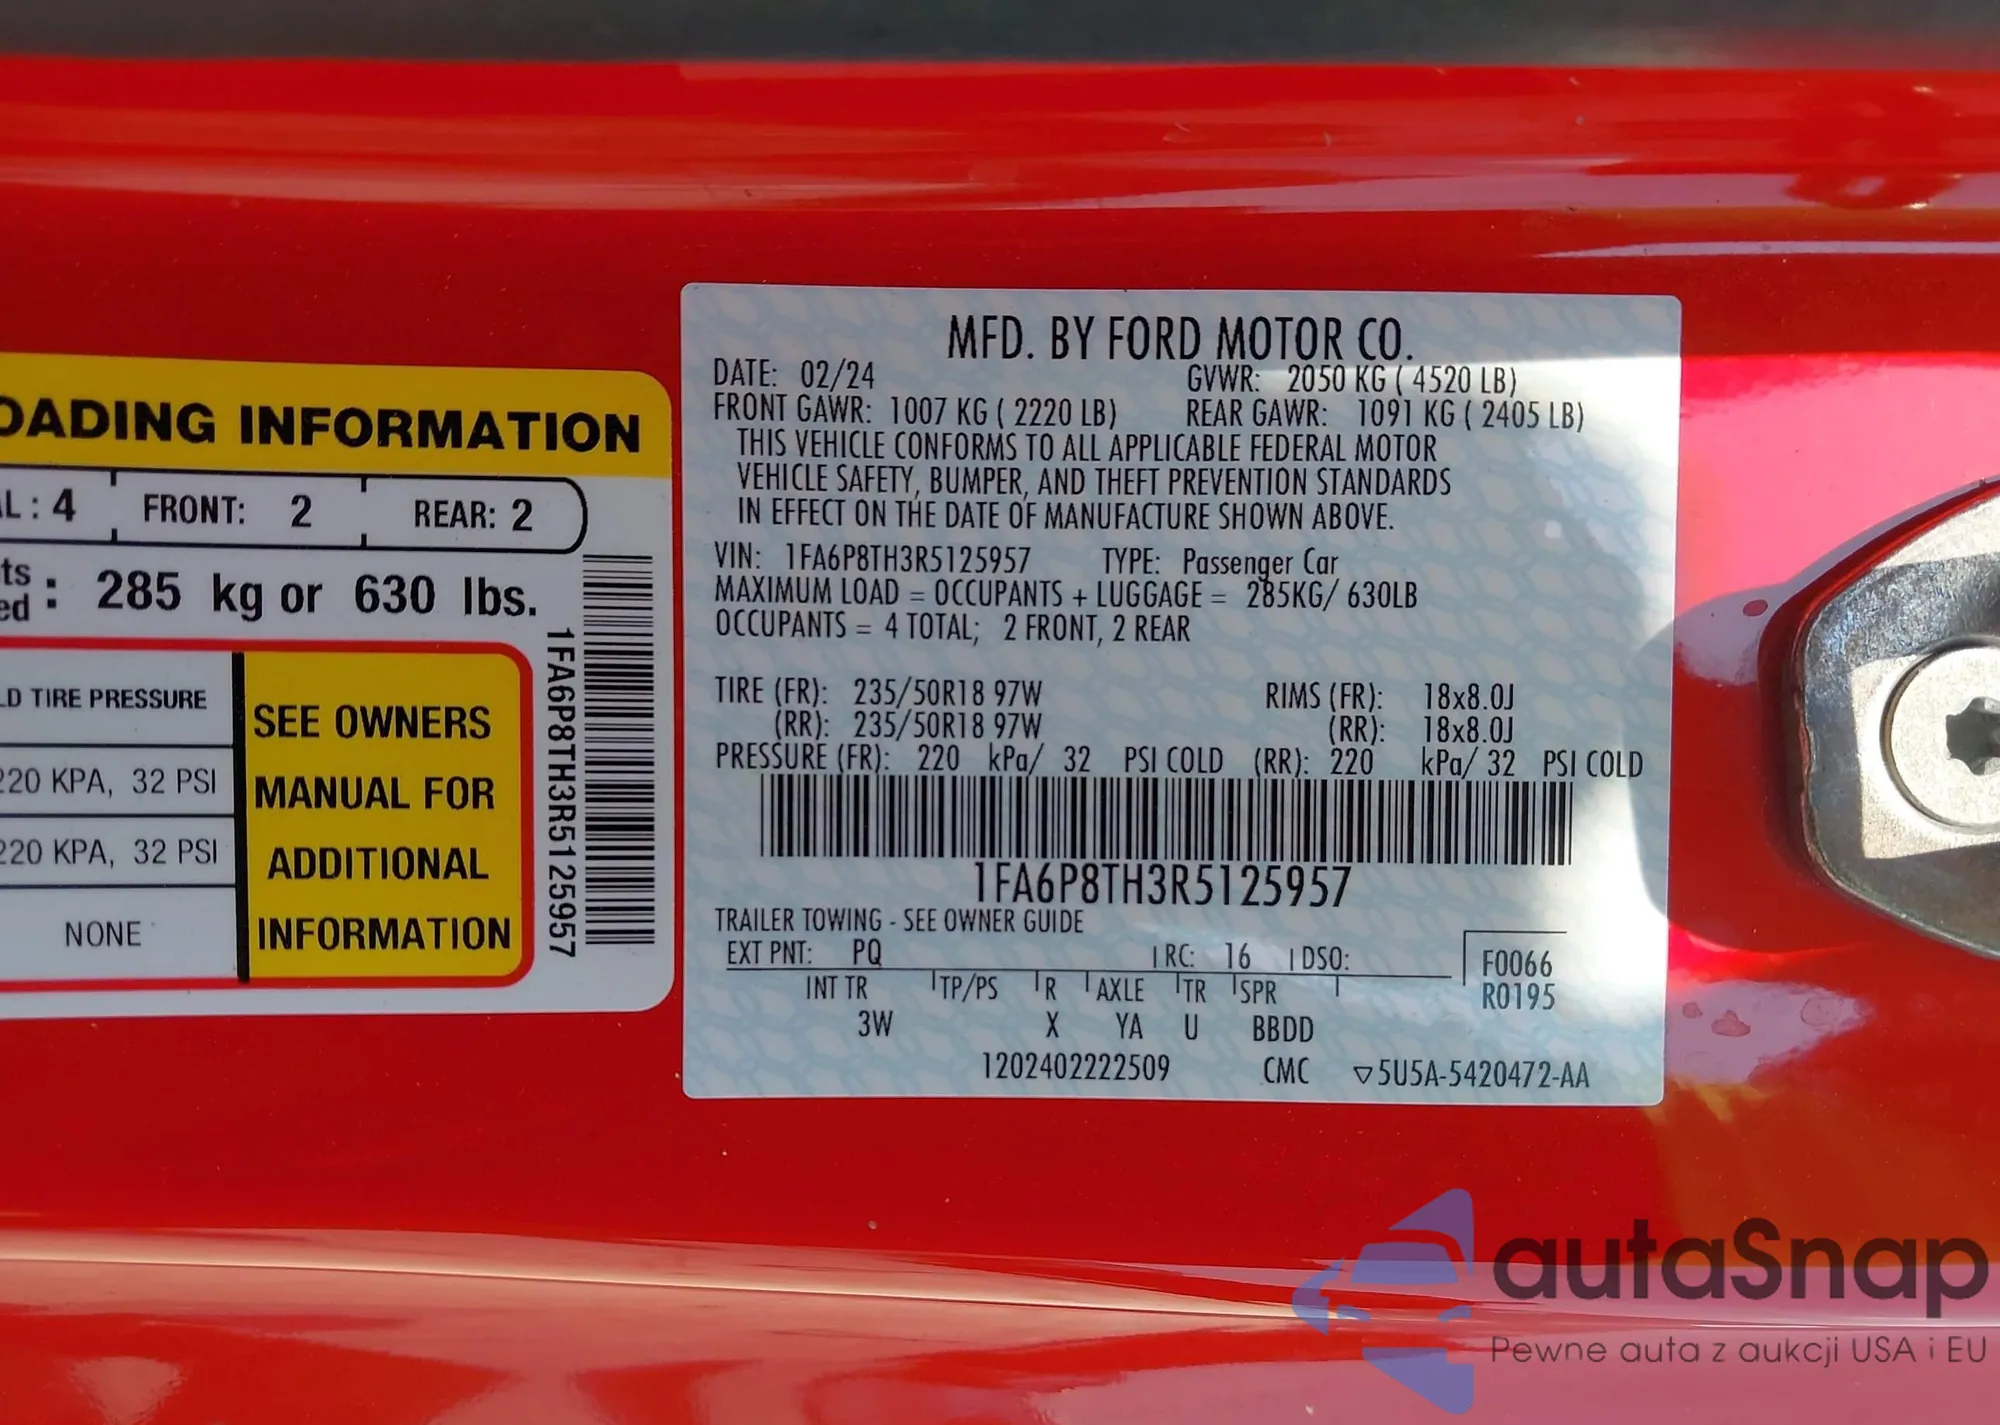 OADING INFORMATION
AL : 4 FRONT: 2 REAR: 2
ts
ed : 285 kg or 630 lbs.
LD TIRE PRESSURE
220 KPA, 32 PSI
220 KPA, 32 PSI
NONE
SEE OWNERS
MANUAL FOR
ADDITIONAL
INFORMATION
1FA6P8TH3R5125957
MFD. BY FORD MOTOR CO.
DATE: 02/24 GVWR: 2050 KG ( 4520 LB)
FRONT GAWR: 1007 KG ( 2220 LB) REAR GAWR: 1091 KG ( 2405 LB)
THIS VEHICLE CONFORMS TO ALL APPLICABLE FEDERAL MOTOR
VEHICLE SAFETY, BUMPER, AND THEFT PREVENTION STANDARDS
IN EFFECT ON THE DATE OF MANUFACTURE SHOWN ABOVE.
VIN: 1FA6P8TH3R5125957 TYPE: Passenger Car
MAXIMUM LOAD = OCCUPANTS + LUGGAGE = 285KG/ 630LB
OCCUPANTS = 4 TOTAL; 2 FRONT, 2 REAR
TIRE (FR): 235/50R18 97W RIMS (FR): 18x8.0J
(RR): 235/50R18 97W (RR): 18x8.0J
PRESSURE (FR): 220 kPa/ 32 PSI COLD (RR): 220 kPa/ 32 PSI COLD
1FA6P8TH3R5125957
TRAILER TOWING - SEE OWNER GUIDE
EXT PNT: PQ RC: 16 DSO: F0066
R0195
INT TR TP/PS R AXLE TR SPR
3W X YA U BBDD
1202402222509 CMC ▽5U5A-5420472-AA
autaSnap
Pewne auta z aukcji USA i EU